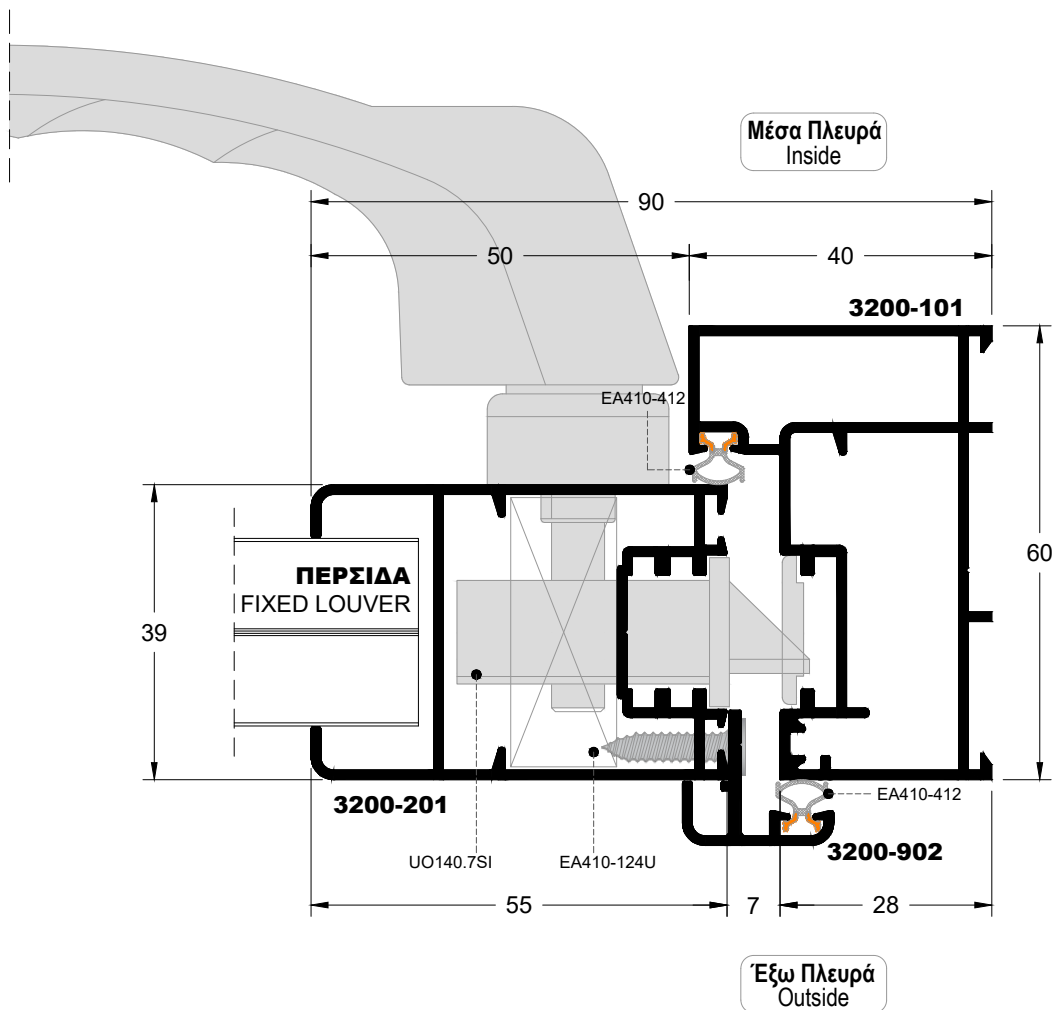 Μέσα Πλευρά
Inside
90
50
40
3200-101
EA410-412
60
ΠΕΡΣΙΔΑ
FIXED LOUVER
39
3200-201
EA410-412
3200-902
UO140.7SI
EA410-124U
55
7
28
Έξω Πλευρά
Outside